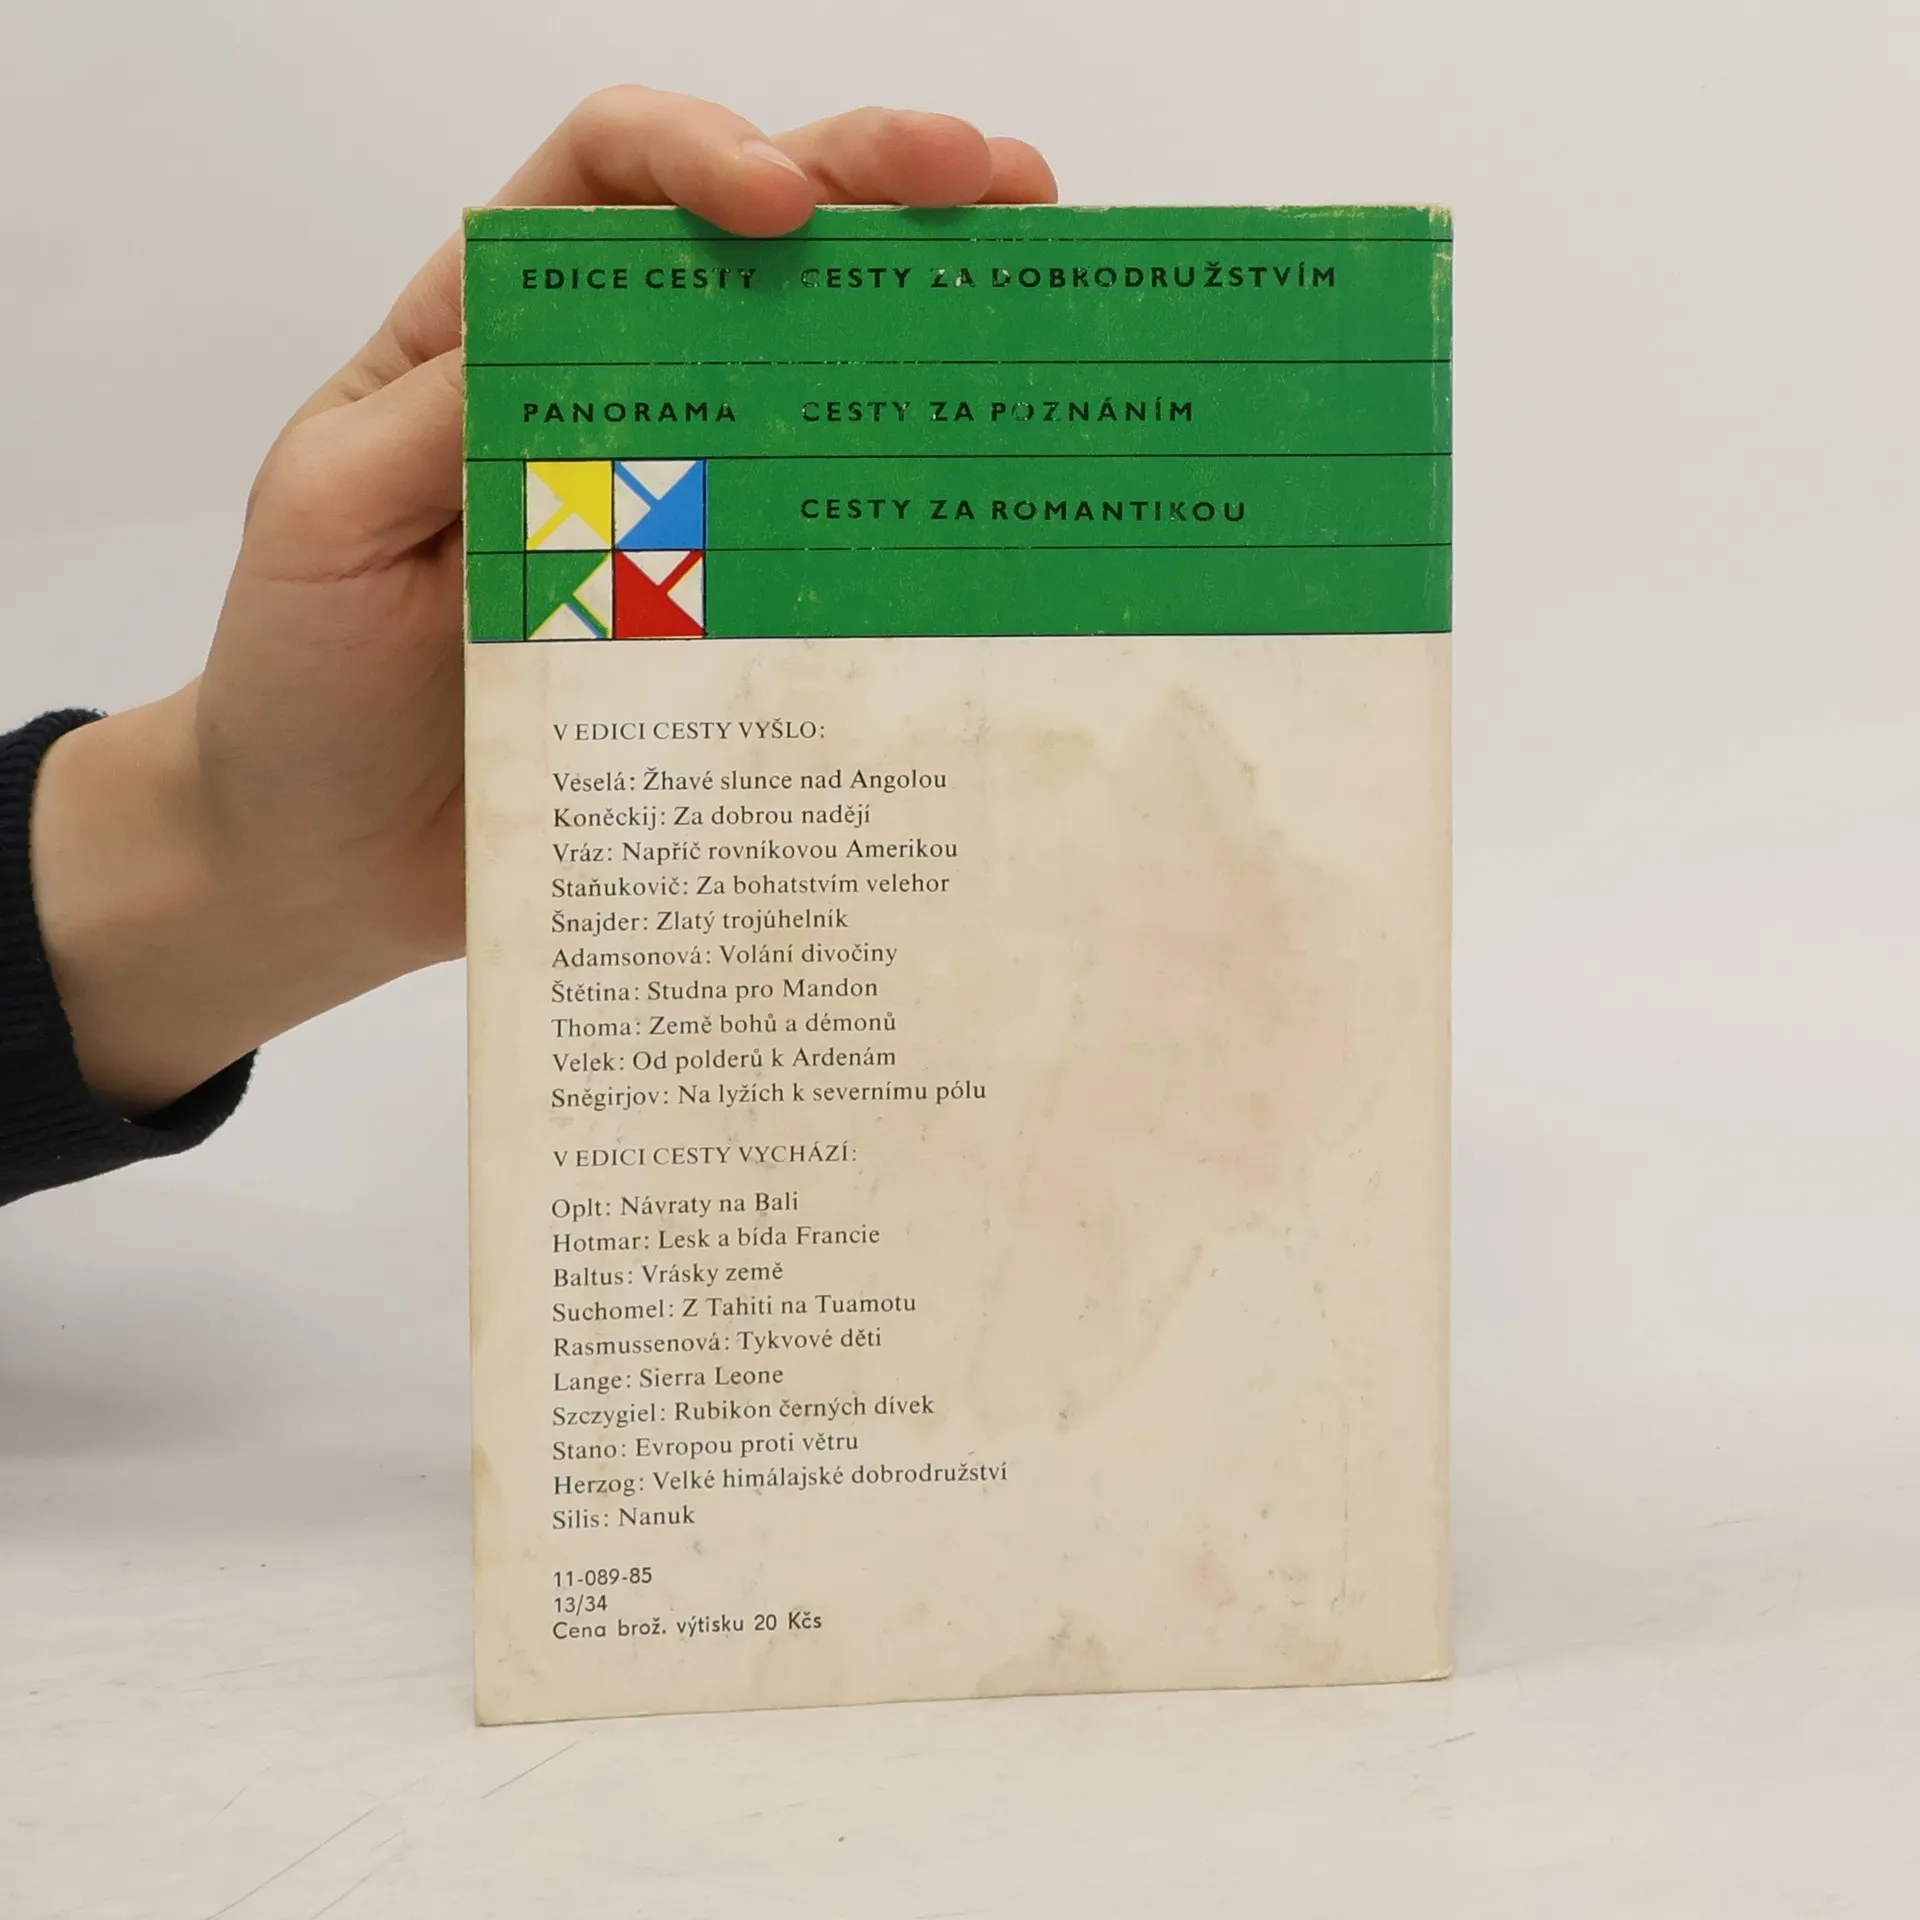 EDICE CESTY CESTY ZA DOBRODRUŽSTVÍM
PANORAMA CESTY ZA POZNÁNÍM
CESTY ZA ROMANTIKOU
V EDICI CESTY VYŠLO:
Veselá: Žhavé slunce nad Angolou
Koněckij: Za dobrou nadějí
Vráz: Napříč rovníkovou Amerikou
Staňukovič: Za bohatstvím velehor
Šnajder: Zlatý trojúhelník
Adamsonová: Volání divočiny
Štětina: Studna pro Mandon
Thoma: Země bohů a démonů
Velek: Od polderů k Ardenám
Sněgirjov: Na lyžích k severnímu pólu
V EDICI CESTY VYCHÁZÍ:
Oplt: Návraty na Bali
Hotmar: Lesk a bída Francie
Baltus: Vrásky země
Suchomel: Z Tahiti na Tuamotu
Rasmussenová: Tykvové děti
Lange: Sierra Leone
Szczygiel: Rubikon černých dívek
Stano: Evropou proti větru
Herzog: Velké himálajské dobrodružství
Silis: Nanuk
11-089-85
13/34
Cena brož. výtisku 20 Kčs